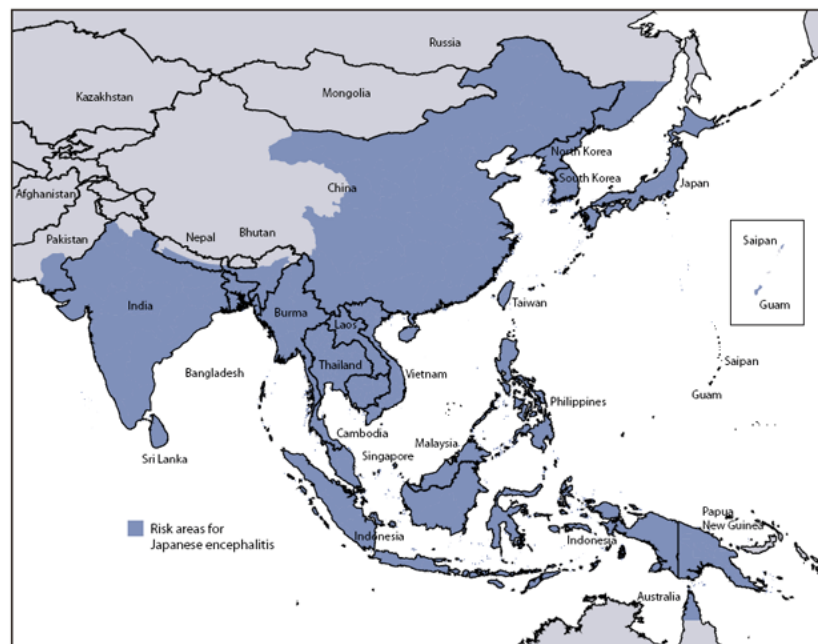 Russia
Kazakhstan
Mongolia
North Korea
South Korea
Japan
China
Afghanistan
Pakistan
Nepal
Bhutan
Saipan
Guam
India
Burma
Laos
Taiwan
Thailand
Vietnam
Bangladesh
Saipan
Guam
Philippines
Cambodia
Malaysia
Singapore
Sri Lanka
Risk areas for
Japanese encephalitis
Indonesia
Indonesia
Papua
New Guinea
Australia